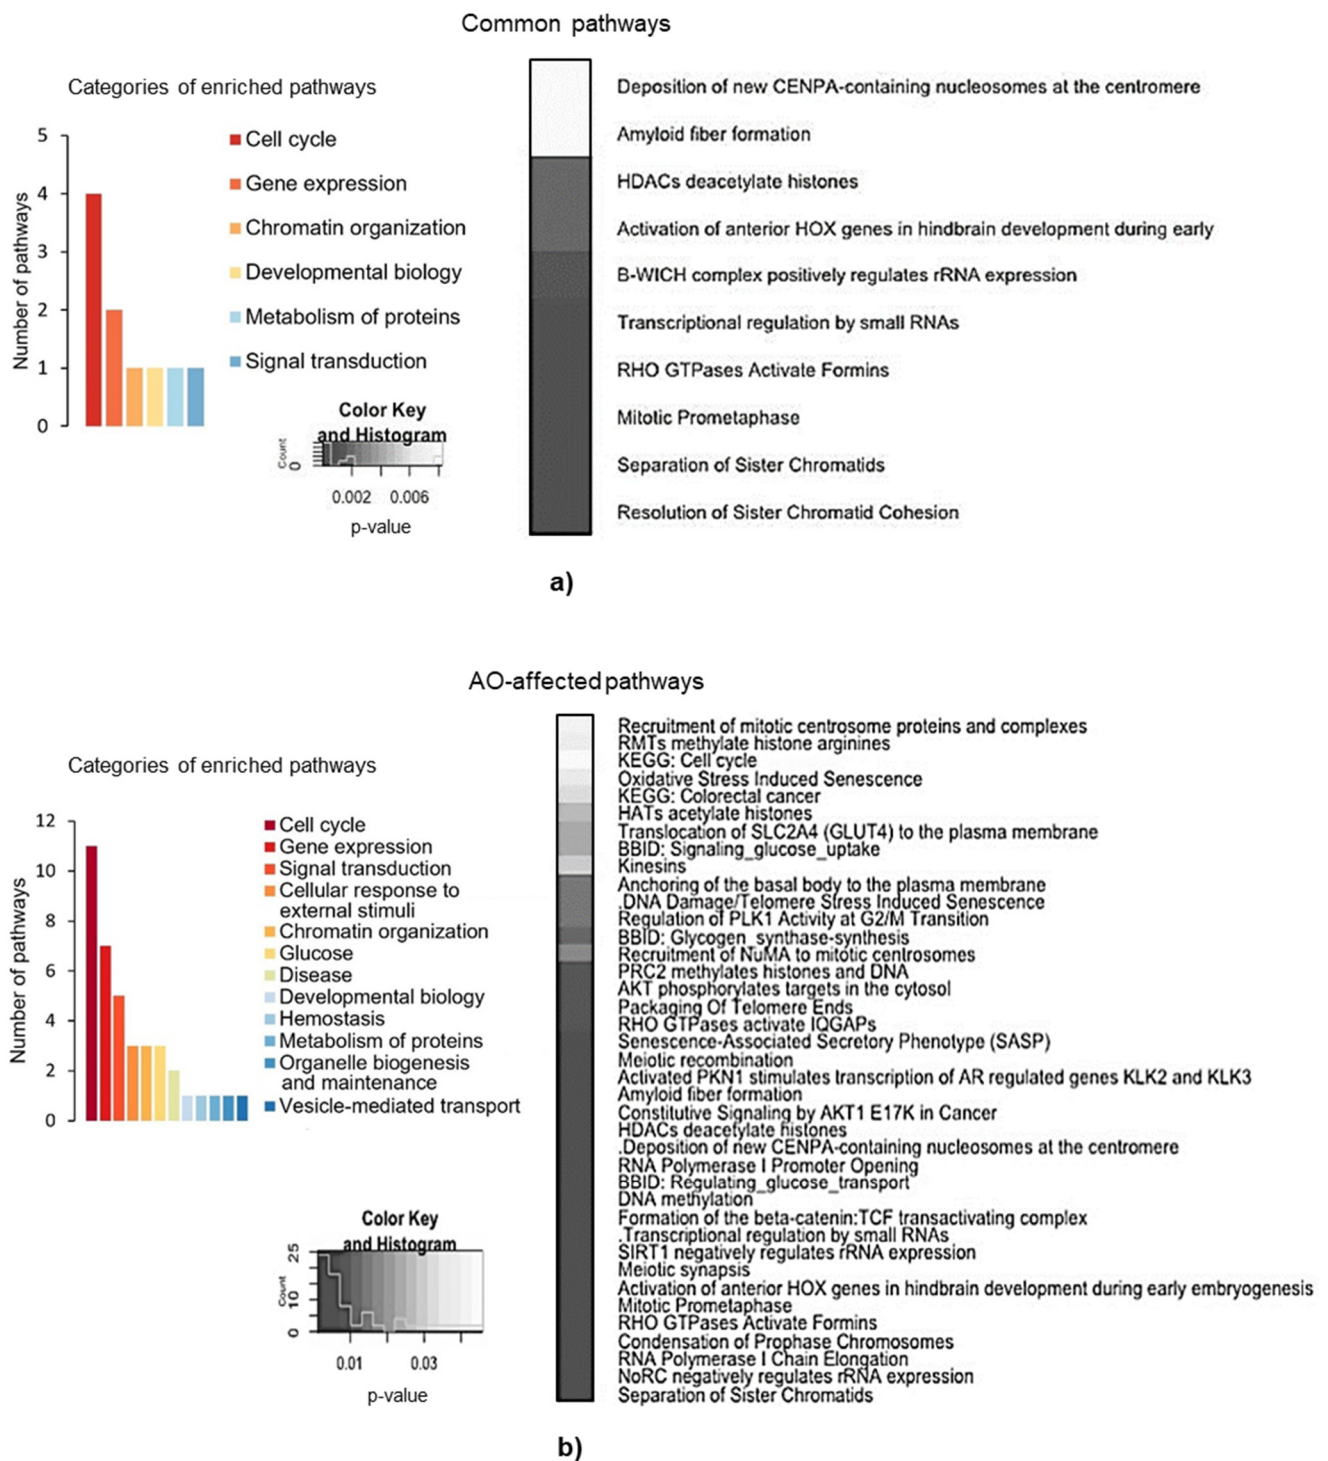 Common pathways
Categories of enriched pathways
Number of pathways
5
4
3
2
1
0
Cell cycle
Gene expression
Chromatin organization
Developmental biology
Metabolism of proteins
Signal transduction
Color Key
and Histogram
Count
0
0.002 0.006
p-value
Deposition of new CENPA-containing nucleosomes at the centromere
Amyloid fiber formation
HDACs deacetylate histones
Activation of anterior HOX genes in hindbrain development during early
B-WICH complex positively regulates rRNA expression
Transcriptional regulation by small RNAs
RHO GTPases Activate Formins
Mitotic Prometaphase
Separation of Sister Chromatids
Resolution of Sister Chromatid Cohesion
a)
AO-affected pathways
Categories of enriched pathways
Number of pathways
12
10
8
6
4
2
0
Cell cycle
Gene expression
Signal transduction
Cellular response to
external stimuli
Chromatin organization
Glucose
Disease
Developmental biology
Hemostasis
Metabolism of proteins
Organelle biogenesis
and maintenance
Vesicle-mediated transport
Color Key
and Histogram
Count
25
10
0
0.01 0.03
p-value
Recruitment of mitotic centrosome proteins and complexes
RMTs methylate histone arginines
KEGG: Cell cycle
Oxidative Stress Induced Senescence
KEGG: Colorectal cancer
HATs acetylate histones
Translocation of SLC2A4 (GLUT4) to the plasma membrane
BBID: Signaling_glucose_uptake
Kinesins
Anchoring of the basal body to the plasma membrane
.DNA Damage/Telomere Stress Induced Senescence
Regulation of PLK1 Activity at G2/M Transition
BBID: Glycogen_synthase-synthesis
Recruitment of NuMA to mitotic centrosomes
PRC2 methylates histones and DNA
AKT phosphorylates targets in the cytosol
Packaging Of Telomere Ends
RHO GTPases activate IQGAPs
Senescence-Associated Secretory Phenotype (SASP)
Meiotic recombination
Activated PKN1 stimulates transcription of AR regulated genes KLK2 and KLK3
Amyloid fiber formation
Constitutive Signaling by AKT1 E17K in Cancer
HDACs deacetylate histones
.Deposition of new CENPA-containing nucleosomes at the centromere
RNA Polymerase I Promoter Opening
BBID: Regulating_glucose_transport
DNA methylation
Formation of the beta-catenin:TCF transactivating complex
.Transcriptional regulation by small RNAs
SIRT1 negatively regulates rRNA expression
Meiotic synapsis
Activation of anterior HOX genes in hindbrain development during early embryogenesis
Mitotic Prometaphase
RHO GTPases Activate Formins
Condensation of Prophase Chromosomes
RNA Polymerase I Chain Elongation
NoRC negatively regulates rRNA expression
Separation of Sister Chromatids
b)